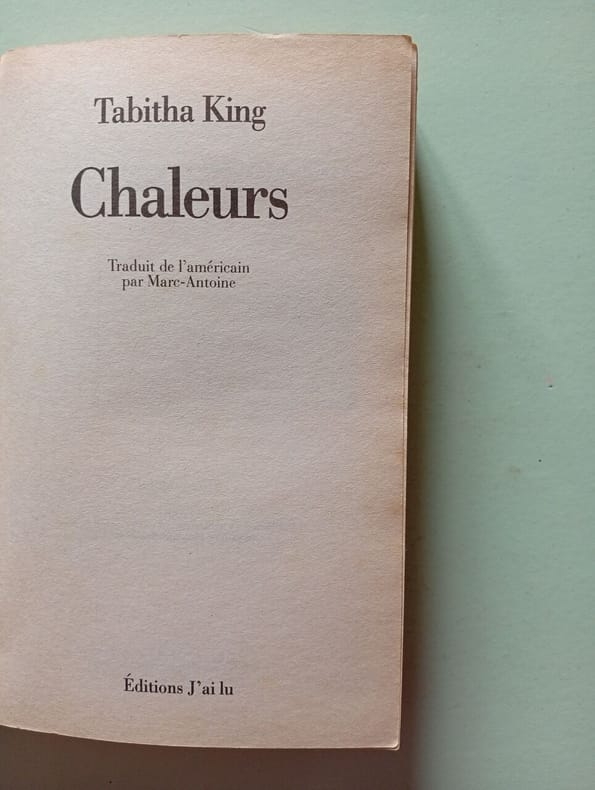 Tabitha King
Chaleurs
Traduit de l'américain
par Marc-Antoine
Éditions J'ai lu